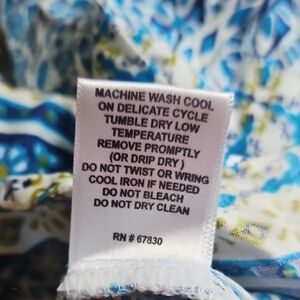 MACHINE WASH COOL
ON DELICATE CYCLE
TUMBLE DRY LOW
TEMPERATURE
REMOVE PROMPTLY
(OR DRIP DRY)
DO NOT TWIST OR WRING
COOL IRON IF NEEDED
DO NOT BLEACH
DO NOT DRY CLEAN
RN # 67830